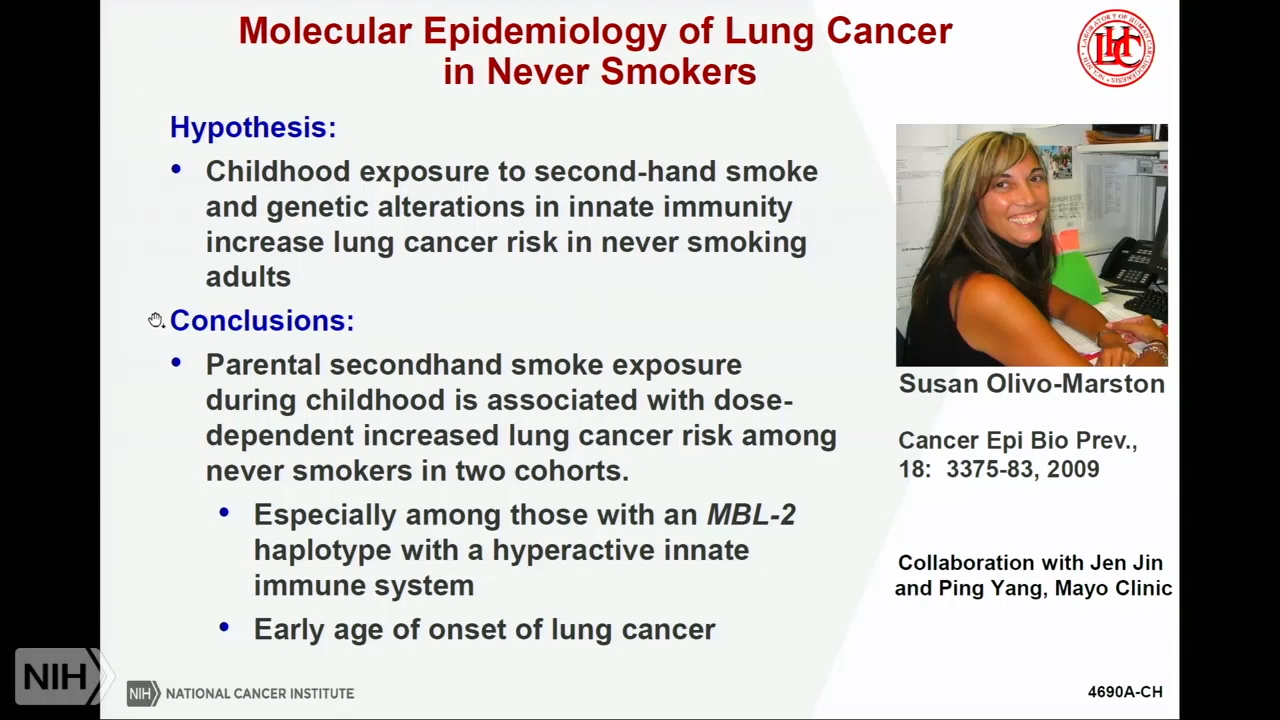 Molecular Epidemiology of Lung Cancer
in Never Smokers
Hypothesis:
• Childhood exposure to second-hand smoke
and genetic alterations in innate immunity
increase lung cancer risk in never smoking
adults
Conclusions:
• Parental secondhand smoke exposure
during childhood is associated with dose-
dependent increased lung cancer risk among
never smokers in two cohorts.
• Especially among those with an MBL-2
haplotype with a hyperactive innate
immune system
• Early age of onset of lung cancer
Susan Olivo-Marston
Cancer Epi Bio Prev.,
18: 3375-83, 2009
Collaboration with Jen Jin
and Ping Yang, Mayo Clinic
NIH
NIH NATIONAL CANCER INSTITUTE
4690A-CH